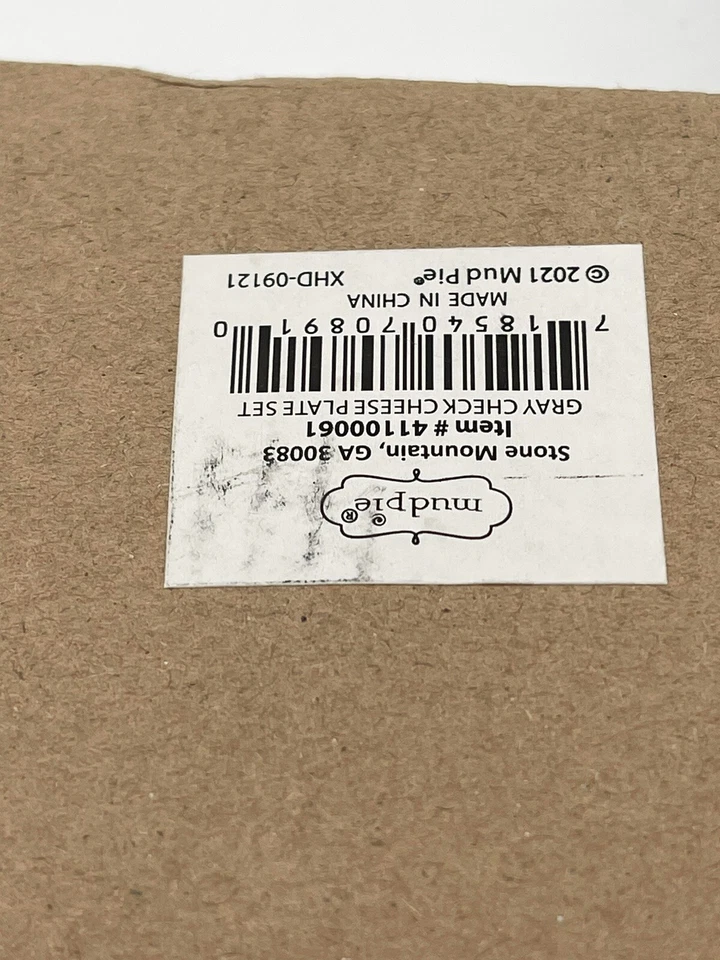 mudpie®
Stone Mountain, GA 30083
Item # 41100061
GRAY CHECK CHEESE PLATE SET
7 18540 70891 0
MADE IN CHINA
© 2021 Mud Pie® XHD-09121